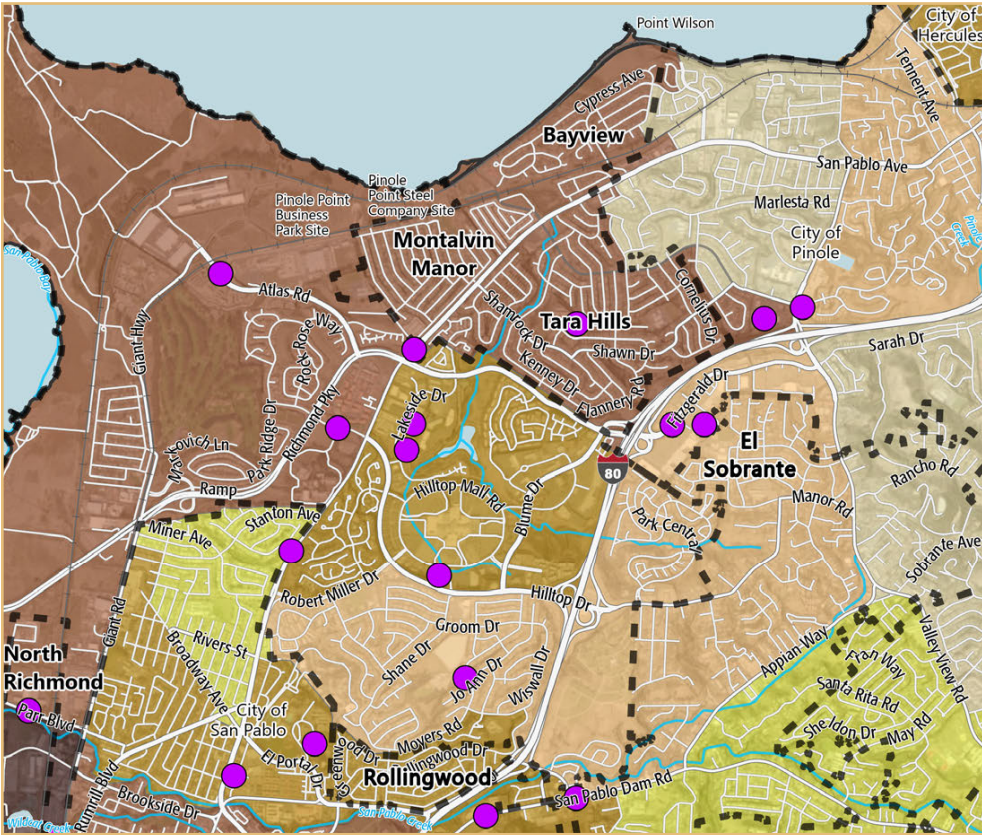 Point Wilson
City of
Hercules
Tennent Ave
Cypress Ave
Bayview
San Pablo Ave
Pinole
Point Steel
Company Site
Pinole Point
Business
Park Site
Marlesta Rd
Montalvin
Manor
City of
Pinole
San Pablo Bay
Atlas Rd
Cornelius Dr
Giant Hwy
Shamrock Dr
Tara Hills
Rock Rose
Way
Shawn Dr
Sarah Dr
Kenney Dr
Flannery Rd
Fitzgerald Dr
Lakeside Dr
Richmond Pky
Park Ridge Dr
Markovich Ln
El
Sobrante
Rancho Rd
80
Ramp
Hilltop Mall Rd
Manor Rd
Blume Dr
Stanton Ave
Miner Ave
Park Central
Sobrante Ave
Robert Miller Dr
Hilltop Dr
Giant Rd
Groom Dr
Rivers St
Broadway Ave
Shane Dr
Appian Way
Valley View Rd
North
Richmond
Jo Ann Dr
Wiswall Dr
Fran Way
Santa Rita Rd
Parr Blvd
City of
San Pablo
May Rd
Sheldon Dr
Moyers Rd
El Portal Dr
Greenwood Dr
Rollingwood Dr
Rollingwood
San Pablo Dam Rd
Rumrill Blvd
Brookside Dr
San Pablo Creek
Wildcat Creek